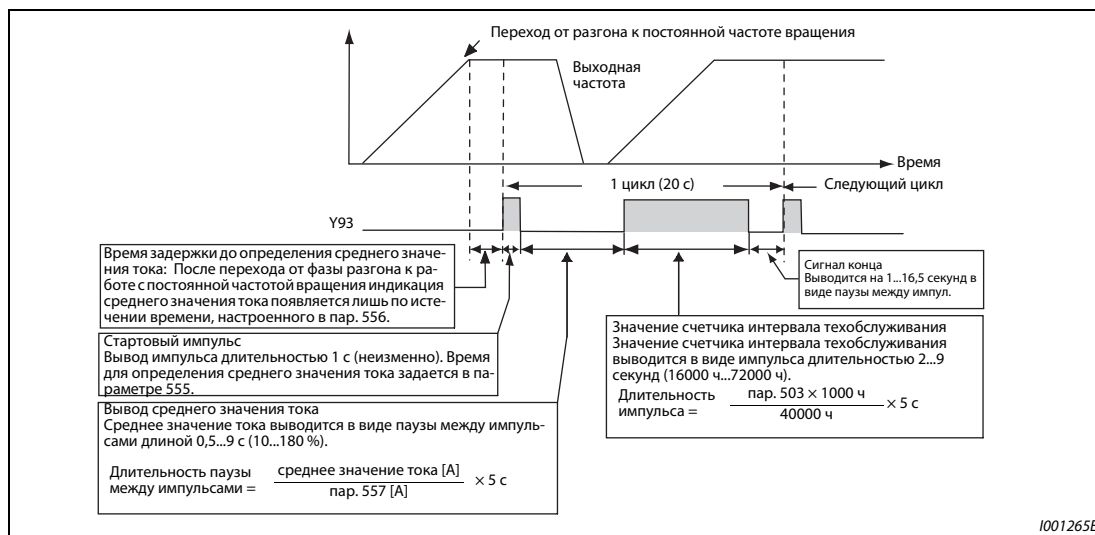 Переход от разгона к постоянной частоте вращения
Выходная
частота
Время
1 цикл (20 с)
Следующий цикл
Y93
Время задержки до определения среднего значе-
ния тока: После перехода от фазы разгона к ра-
боте с постоянной частотой вращения индикация
среднего значения тока появляется лишь по исте-
чении времени, настроенного в пар. 556.
Сигнал конца
Выводится на 1...16,5 секунд в
виде паузы между импул.
Стартовый импульс
Вывод импульса длительностью 1 с (неизменно). Время
для определения среднего значения тока задается в па-
раметре 555.
Значение счетчика интервала техобслуживания
Значение счетчика интервала техобслуживания
выводится в виде импульса длительностью 2...9
секунд (16000 ч...72000 ч).
Длительность
импульса =
пар. 503 × 1000 ч
40000 ч
× 5 с
Вывод среднего значения тока
Среднее значение тока выводится в виде паузы между импуль-
сами длиной 0,5...9 с (10...180 %).
Длительность паузы
между импульсами =
среднее значение тока [A]
пар. 557 [A]
× 5 с
I001265E